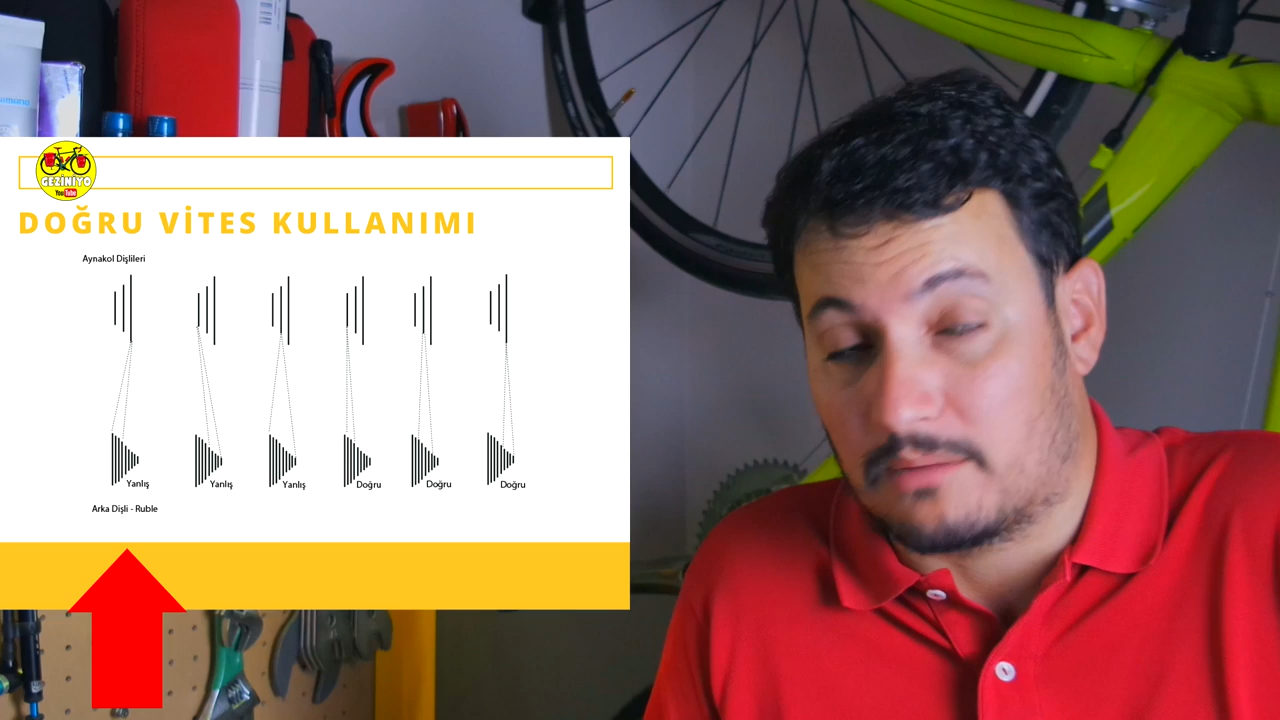 GEZİNİYO
YouTube
DOĞRU VİTES KULLANIMI
Aynakol Dişlileri
Yanlış
Yanlış
Yanlış
Doğru
Doğru
Doğru
Arka Dişli - Ruble